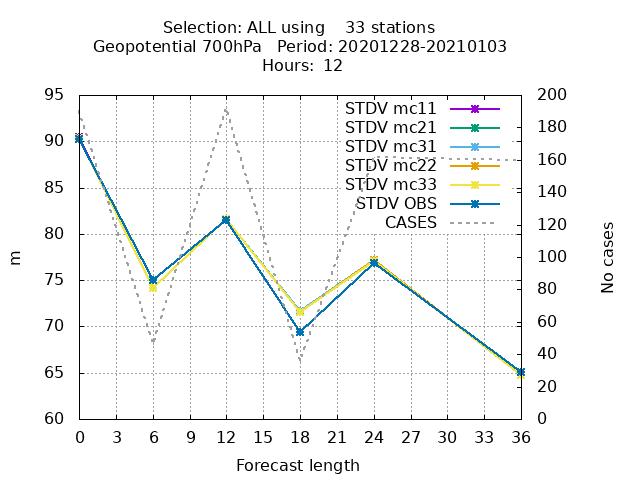 Selection: ALL using    33 stations
Geopotential 700hPa   Period: 20201228-20210103
Hours:  12
95 200
90 180
85 160
80 140
75 120
70 100
65 80
60 60
40
20
0
STDV mc11
STDV mc21
STDV mc31
STDV mc22
STDV mc33
STDV OBS
CASES
m
No cases
0 3 6 9 12 15 18 21 24 27 30 33 36
Forecast length